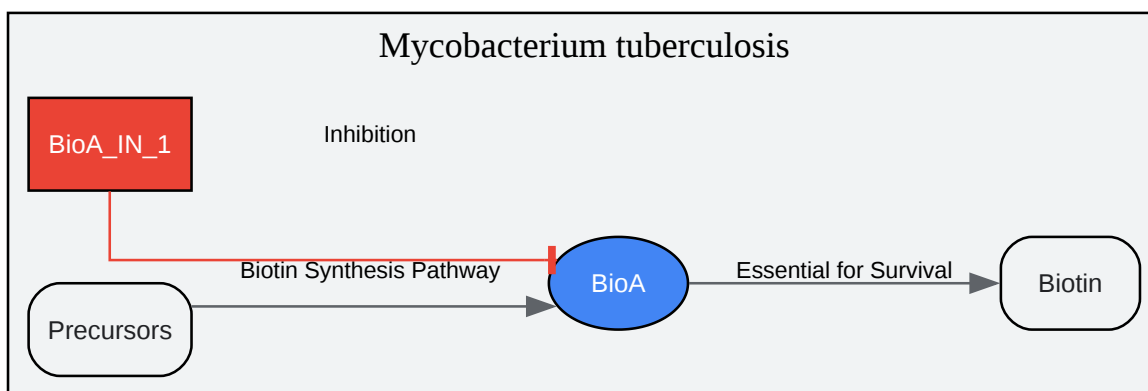 Mycobacterium tuberculosis
BioA_IN_1
Inhibition
Biotin Synthesis Pathway
Precursors
BioA
Essential for Survival
Biotin